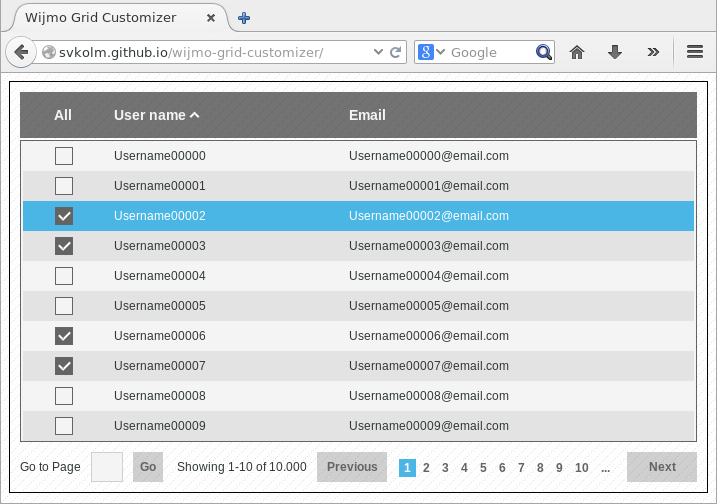 Wijmo Grid Customizer
svkolm.github.io/wijmo-grid-customizer/
Google
All User name Email
Username00000 Username00000@email.com
Username00001 Username00001@email.com
Username00002 Username00002@email.com
Username00003 Username00003@email.com
Username00004 Username00004@email.com
Username00005 Username00005@email.com
Username00006 Username00006@email.com
Username00007 Username00007@email.com
Username00008 Username00008@email.com
Username00009 Username00009@email.com
Go to Page Go Showing 1-10 of 10.000 Previous 1 2 3 4 5 6 7 8 9 10 ... Next